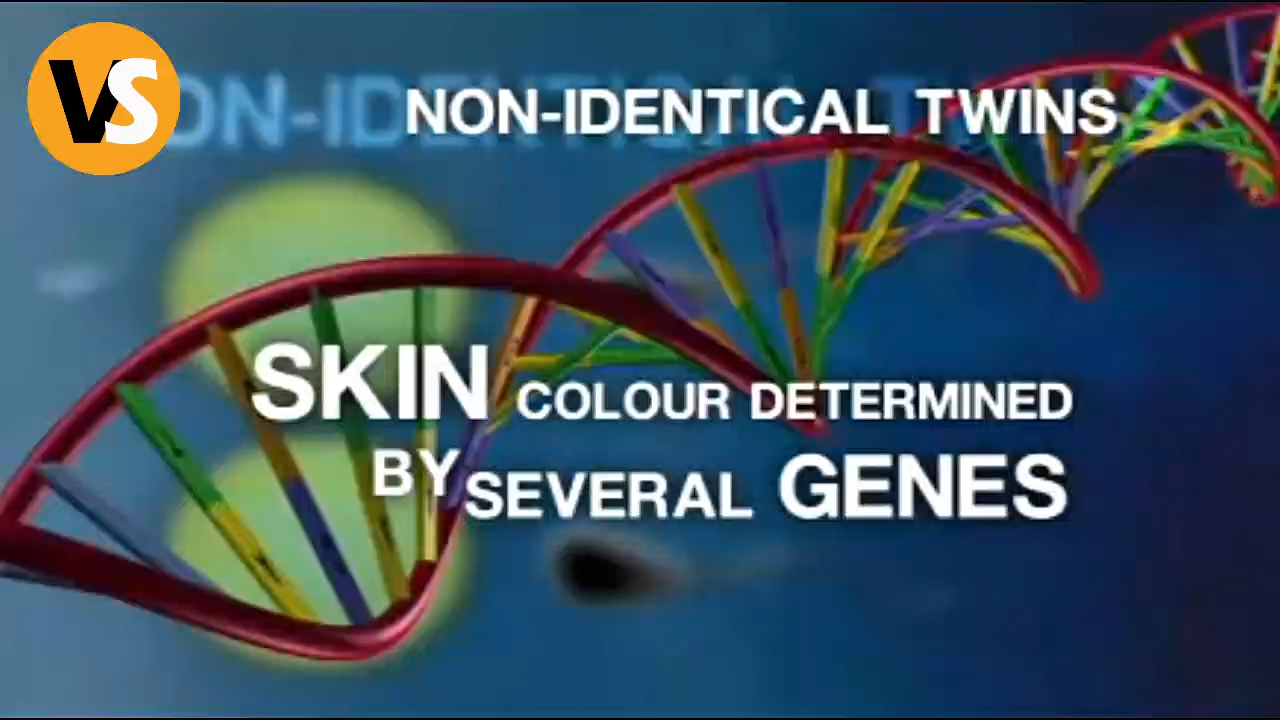 VS
NON-IDENTICAL TWINS
SKIN COLOUR DETERMINED
BY SEVERAL GENES